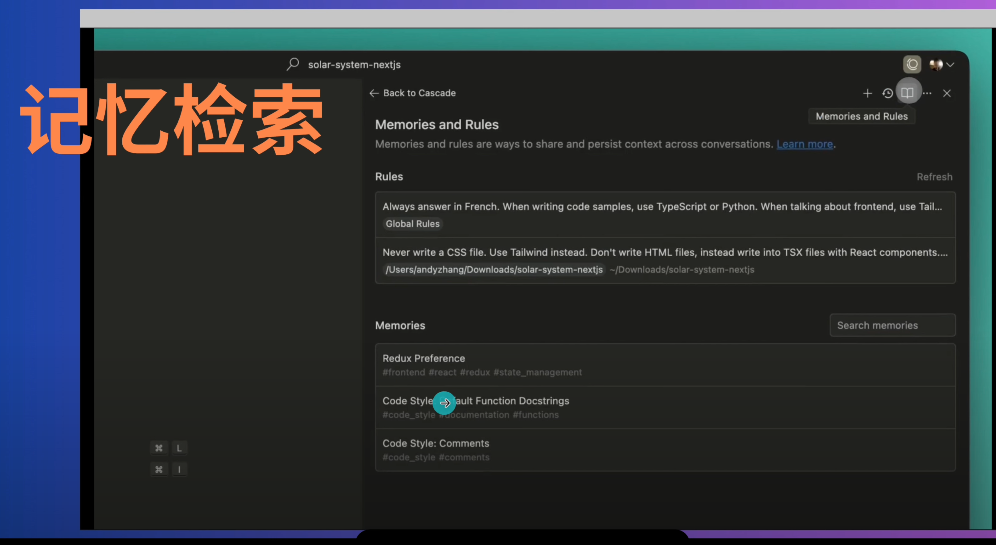 solar-system-nextjs
记忆检索
Back to Cascade
Memories and Rules
Memories and Rules
Memories and rules are ways to share and persist context across conversations. Learn more.
Rules
Refresh
Always answer in French. When writing code samples, use TypeScript or Python. When talking about frontend, use Tail...
Global Rules
Never write a CSS file. Use Tailwind instead. Don't write HTML files, instead write into TSX files with React components....
/Users/andyzhang/Downloads/solar-system-nextjs ~/Downloads/solar-system-nextjs
Memories
Search memories
Redux Preference
#frontend #react #redux #state_management
Code Style ault Function Docstrings
#code_style #documentation #functions
Code Style: Comments
#code_style #comments
⌘ L
⌘ I